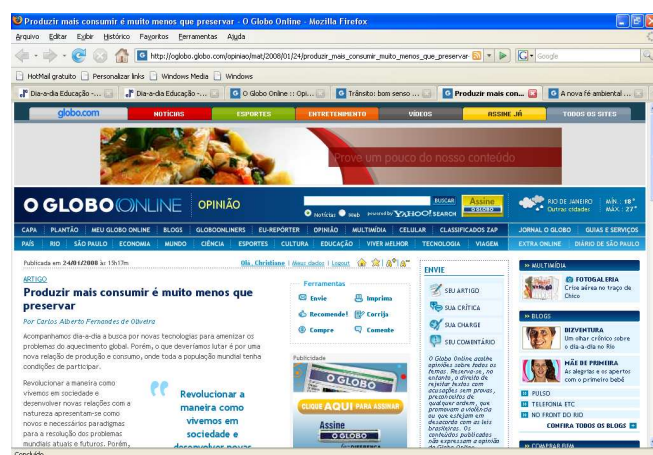 Produzir mais consumir é muito menos que preservar - O Globo Online - Mozilla Firefox
Arquivo Editar Exibir Histórico Favoritos Ferramentas Ajuda
http://oglobo.globo.com/opiniao/mat/2008/01/24/produzir_mais_consumir_muito_menos_que_preservar-
Google
HotMail gratuito Personalizar links Windows Media Windows
Dia-a-dia Educação -... Dia-a-dia Educação -... O Globo Online :: Opi... Trânsito: bom senso ... Produzir mais con... A nova fé ambiental ...
globo.com NOTÍCIAS ESPORTES ENTRETENIMENTO VÍDEOS ASSINE JÁ TODOS OS SITES
Prove um pouco do nosso conteúdo
O GLOBO ONLINE OPINIÃO
BUSCAR
Notícias Web powered by YAHOO! SEARCH
Assine
O GLOBO
RIO DE JANEIRO MÍN.: 18°
Outras cidades MÁX.: 27°
CAPA PLANTÃO MEU GLOBO ONLINE BLOGS GLOBOONLINERS EU-REPÓRTER OPINIÃO MULTIMÍDIA CELULAR CLASSIFICADOS ZAP JORNAL O GLOBO GUIAS E SERVIÇOS
PAÍS RIO SÃO PAULO ECONOMIA MUNDO CIÊNCIA ESPORTES CULTURA EDUCAÇÃO VIVER MELHOR TECNOLOGIA VIAGEM EXTRA ONLINE DIÁRIO DE SÃO PAULO
Publicada em 24/01/2008 às 13h17m
Olá, Christiane | Meus dados | Logout
ARTIGO
Produzir mais consumir é muito menos que
preservar
Por Carlos Alberto Fernandes de Oliveira
Acompanhamos dia-a-dia a busca por novas tecnologias para amenizar os
problemas do aquecimento global. Porém, o que deveríamos lutar é por uma
nova relação de produção e consumo, onde toda a população mundial tenha
condições de participar.
Revolucionar a maneira como
vivemos em sociedade e
desenvolver novas relações com a
natureza apresentam-se como
novos e necessários paradigmas
para a resolução dos problemas
mundiais atuais e futuros. Porém,
Revolucionar a
maneira como
vivemos em
sociedade e
desenvolver novas
Ferramentas
Envie Imprima
Recomende! Corrija
Compre Comente
Publicidade
O GLOBO
CLIQUE AQUI PARA ASSINAR
Assine
O GLOBO
ENVIE
SEU ARTIGO
SUA CRÍTICA
SUA CHARGE
SEU COMENTÁRIO
O Globo Online acolhe
opiniões sobre todos os
temas. Reserva-se, no
entanto, o direito de
rejeitar textos com
acusações sem provas,
preconceitos de
qualquer ordem, que
promovam a violência
ou que estejam em
desacordo com as leis
brasileiras. Os
conteúdos publicados
não expressam a opinião
do Globo Online
» MULTIMÍDIA
FOTOGALERIA
Crise aérea no traço de
Chico
» BLOGS
BIZVENTURA
Um olhar crônico sobre
o dia-a-dia no Rio
MÃE DE PRIMEIRA
As alegrias e os apertos
com o primeiro bebê
PULSO
TELEFONIA ETC
NO FRONT DO RIO
CONFIRA TODOS OS BLOGS
» COMPRAR BEM
Concluído